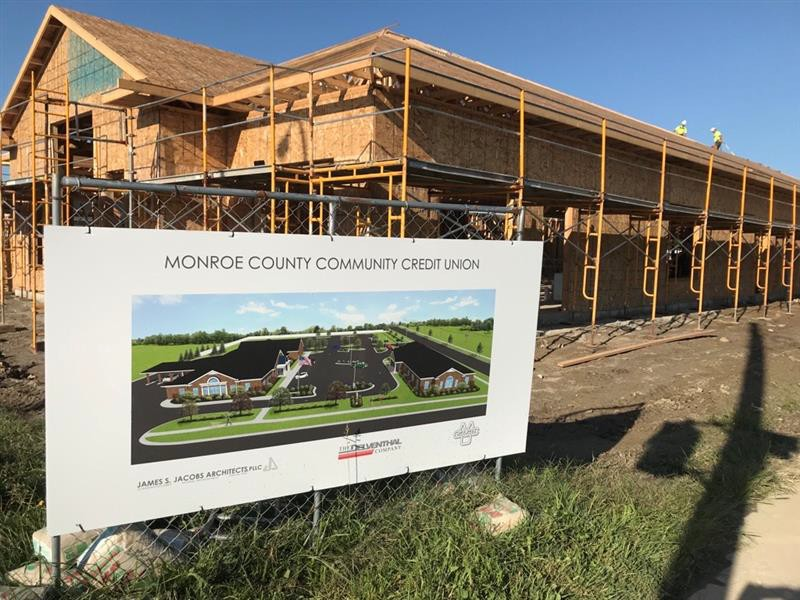 MONROE COUNTY COMMUNITY CREDIT UNION
JAMES S. JACOBS ARCHITECTS, PLLC
THE DELVENTHAL
COMPANY